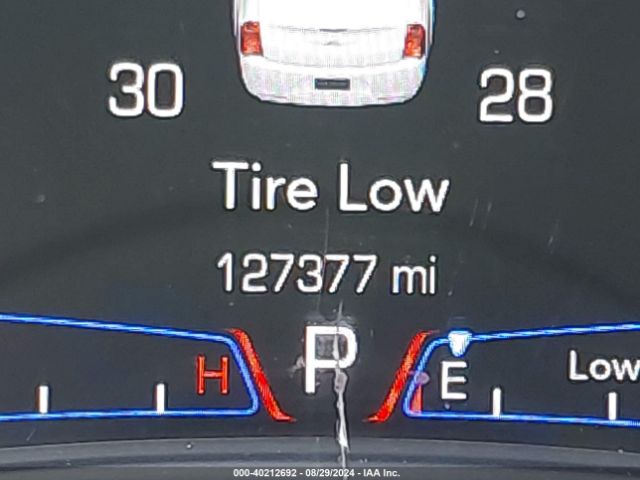 30 28
Tire Low
127377 mi
H P E Low
000-40212692 - 08/29/2024 - IAA Inc.